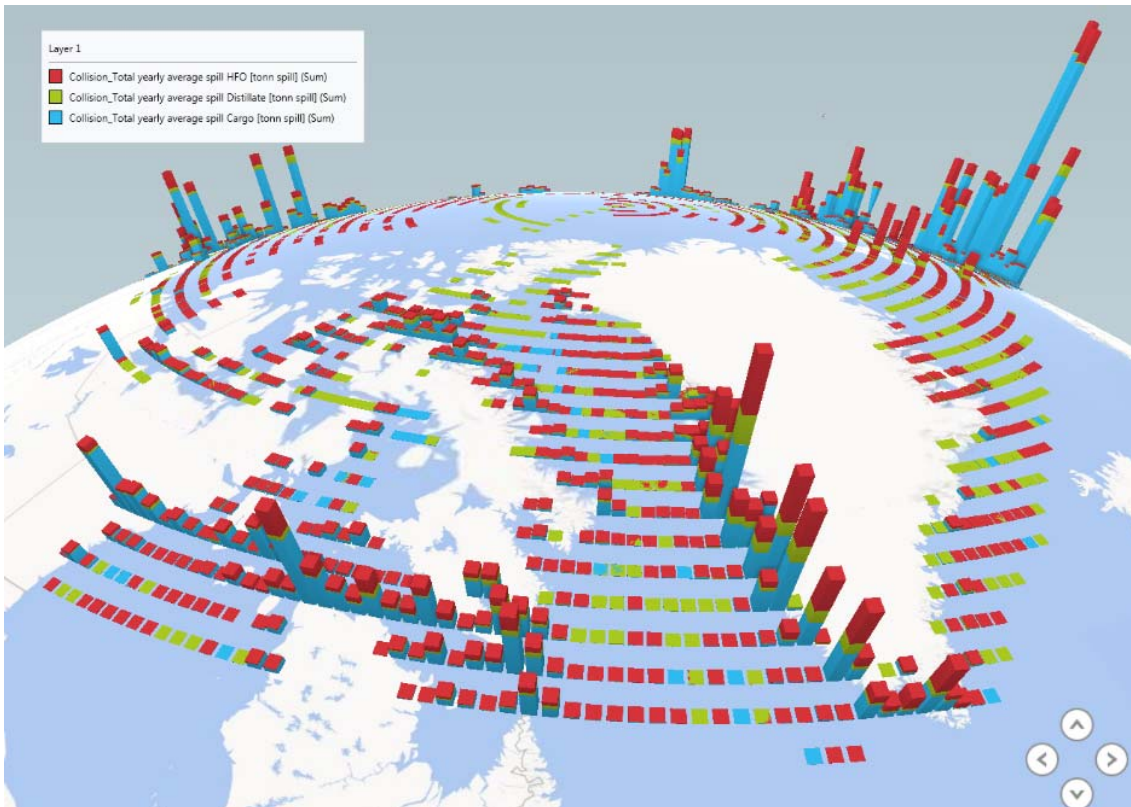 Layer 1
Collision_Total yearly average spill HFO [tonn spill] (Sum)
Collision_Total yearly average spill Distillate [tonn spill] (Sum)
Collision_Total yearly average spill Cargo [tonn spill] (Sum)